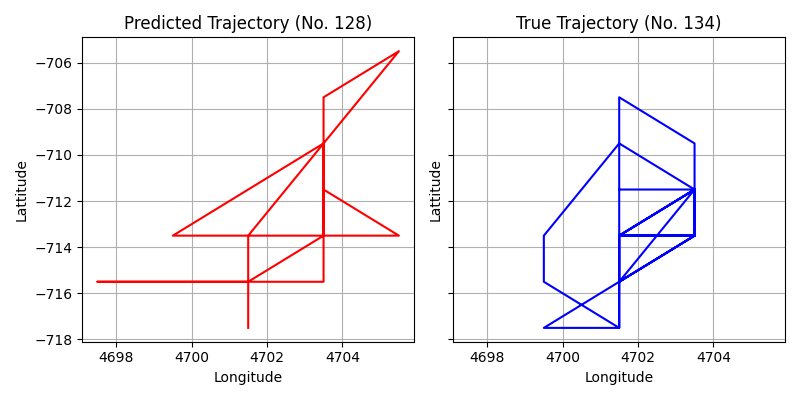 Predicted Trajectory (No. 128)
True Trajectory (No. 134)
−706
−708
−710
−712
−714
−716
−718
Lattitude
Lattitude
4698 4700 4702 4704
4698 4700 4702 4704
Longitude
Longitude